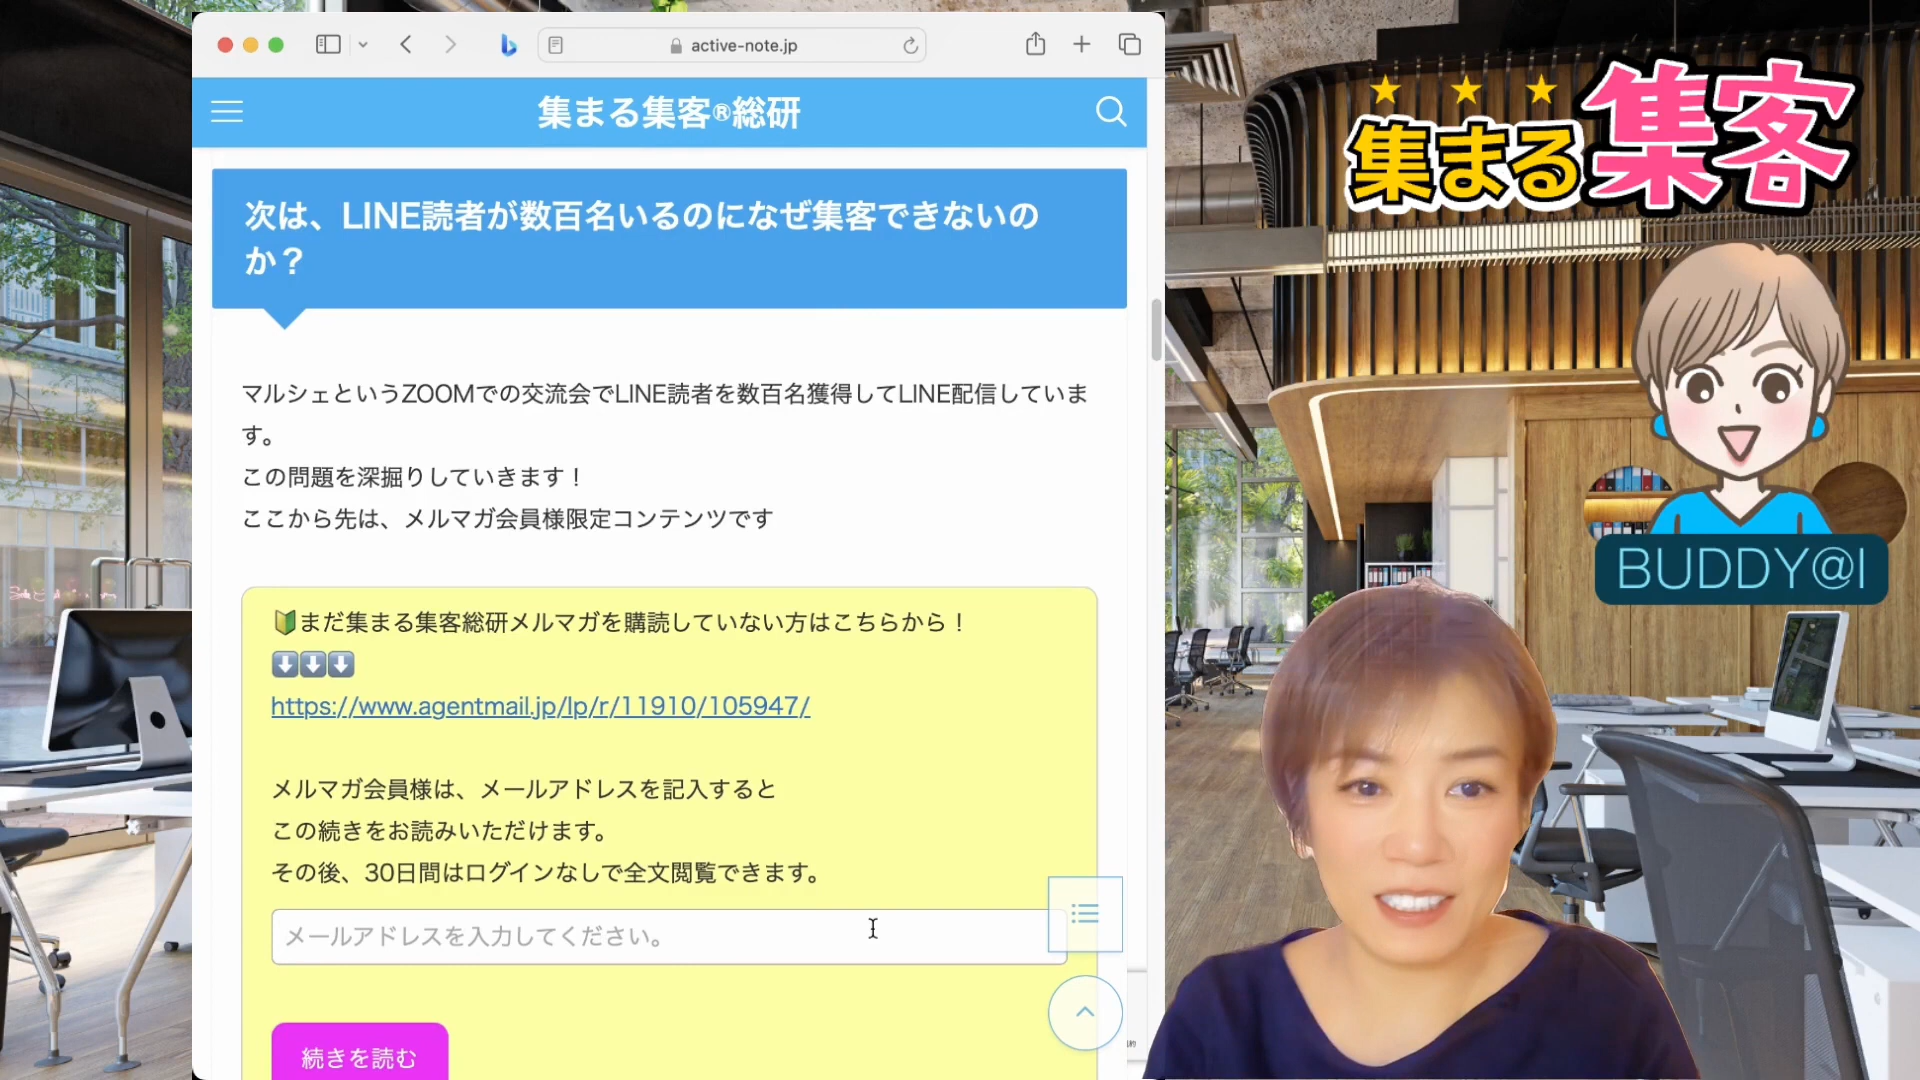 active-note.jp
集まる集客®総研
次は、LINE読者が数百名いるのになぜ集客できないの
か？
マルシェというZOOMでの交流会でLINE読者を数百名獲得してLINE配信していま
す。
この問題を深掘りしていきます！
ここから先は、メルマガ会員様限定コンテンツです
🔰まだ集まる集客総研メルマガを購読していない方はこちらから！
⬇️⬇️⬇️
https://www.agentmail.jp/lp/r/11910/105947/
メルマガ会員様は、メールアドレスを記入すると
この続きをお読みいただけます。
その後、30日間はログインなしで全文閲覧できます。
メールアドレスを入力してください。
続きを読む
集まる集客
BUDDY@I